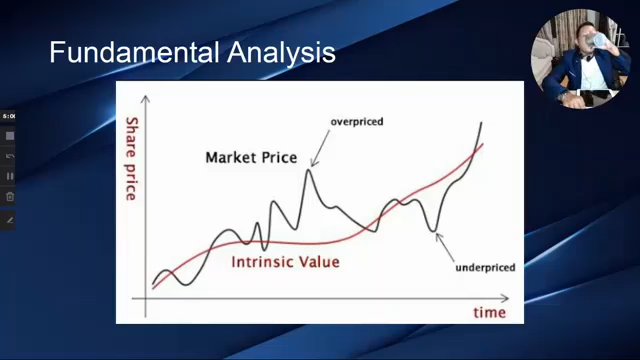 Fundamental Analysis
overpriced
Market Price
Share price
Intrinsic Value
underpriced
time